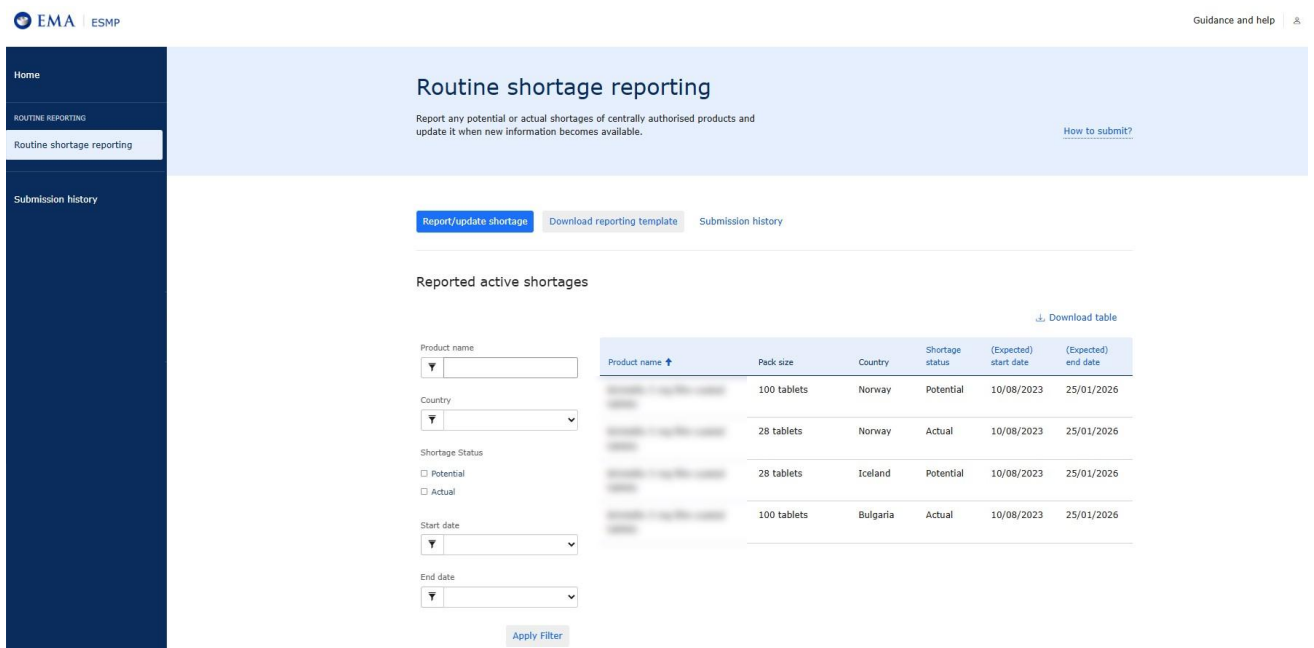 EMA ESMP
Guidance and help
Home
ROUTINE REPORTING
Routine shortage reporting
Submission history
Routine shortage reporting
Report any potential or actual shortages of centrally authorised products and
update it when new information becomes available.
How to submit?
Report/update shortage Download reporting template Submission history
Reported active shortages
Download table
Product name
Country
Shortage Status
Potential
Actual
Start date
End date
Apply Filter
Product name Pack size Country Shortage status (Expected) start date (Expected) end date
100 tablets Norway Potential 10/08/2023 25/01/2026
28 tablets Norway Actual 10/08/2023 25/01/2026
28 tablets Iceland Potential 10/08/2023 25/01/2026
100 tablets Bulgaria Actual 10/08/2023 25/01/2026